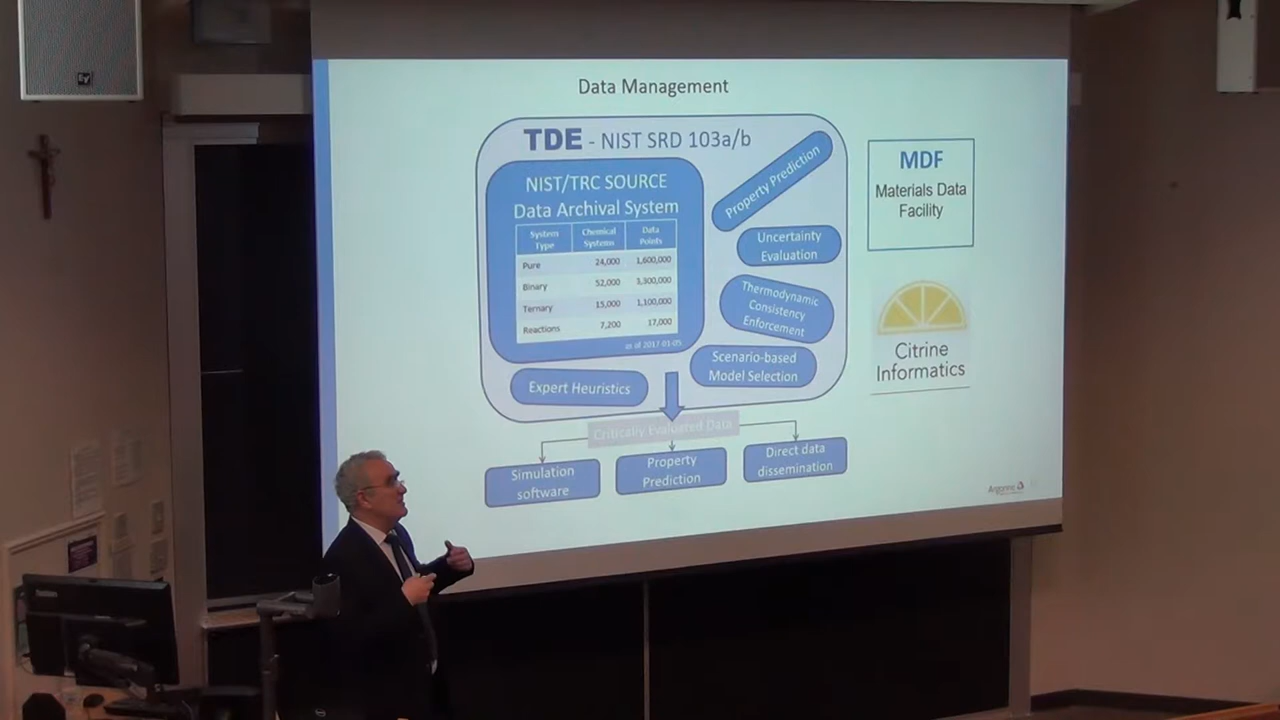 Data Management
TDE - NIST SRD 103a/b
NIST/TRC SOURCE
Data Archival System
System Type | Chemical Systems | Data Points
Pure | 24,000 | 1,600,000
Binary | 52,000 | 3,300,000
Ternary | 15,000 | 1,100,000
Reactions | 7,200 | 17,000
as of 2017-01-05
Property Prediction
Uncertainty
Evaluation
Thermodynamic
Consistency
Enforcement
Scenario-based
Model Selection
Expert Heuristics
Critically Evaluated Data
Simulation
software
Property
Prediction
Direct data
dissemination
MDF
Materials Data
Facility
Citrine
Informatics
Argonne
EV